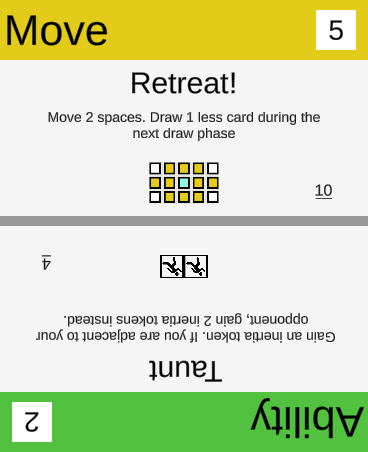 Move
5
Retreat!
Move 2 spaces. Draw 1 less card during the
next draw phase
10
Ability
2
Taunt
Gain an inertia token. If you are adjacent to your
opponent, gain 2 inertia tokens instead.
4